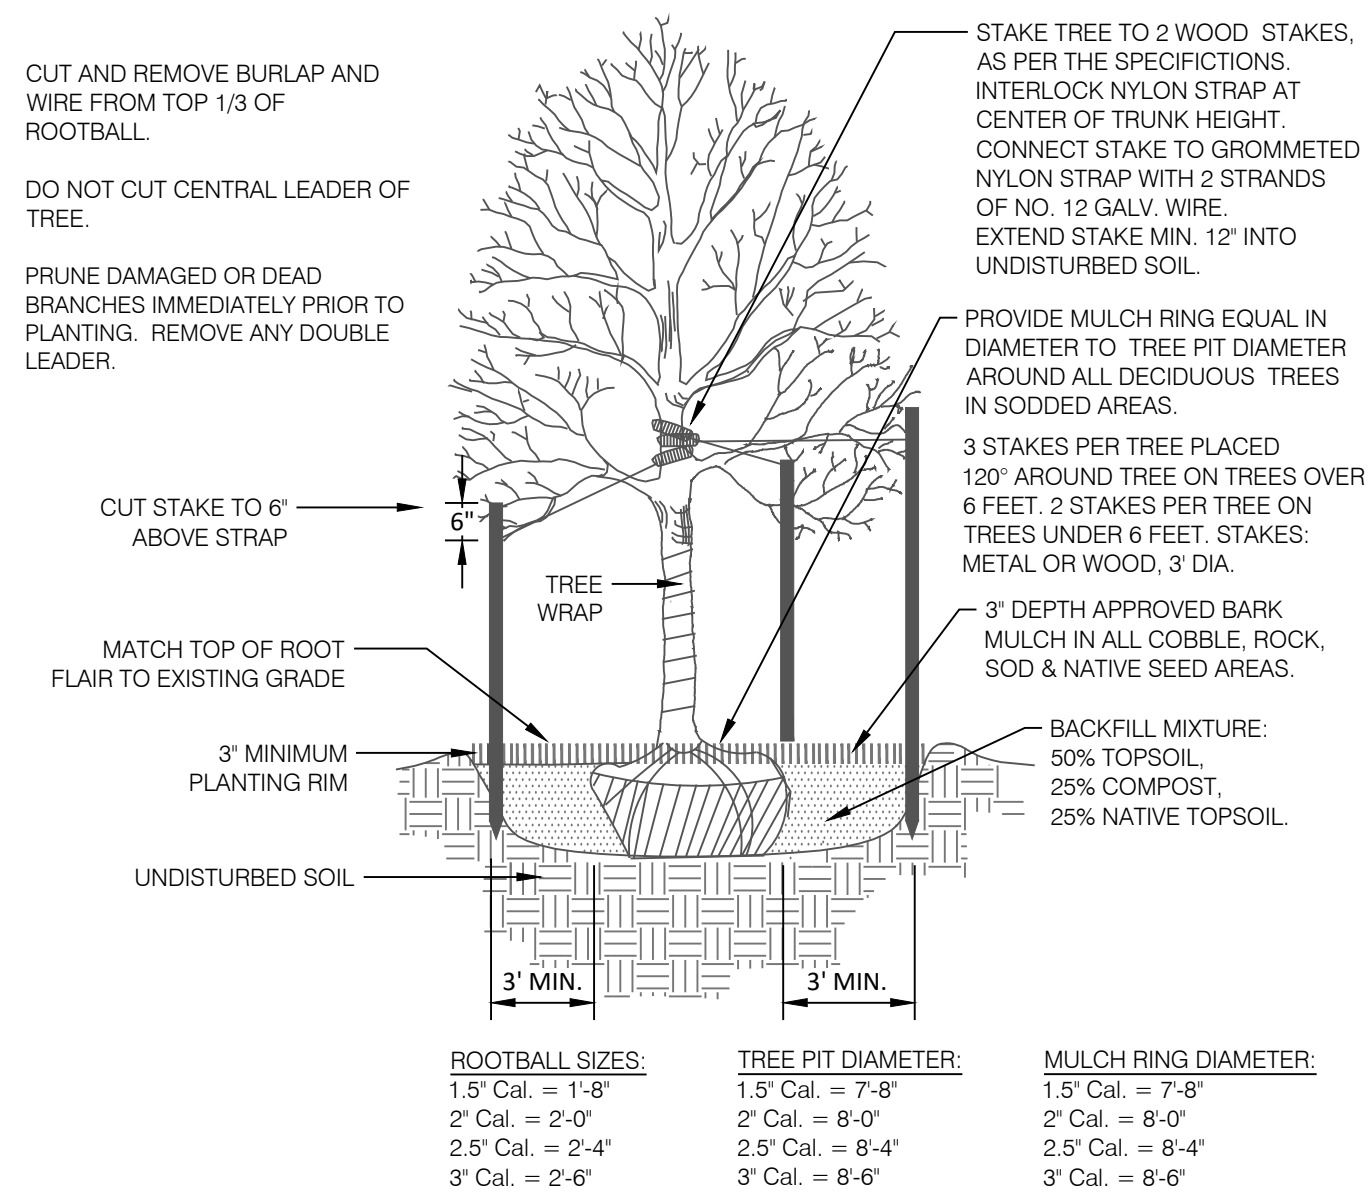 CUT AND REMOVE BURLAP AND
WIRE FROM TOP 1/3 OF
ROOTBALL.
DO NOT CUT CENTRAL LEADER OF
TREE.
PRUNE DAMAGED OR DEAD
BRANCHES IMMEDIATELY PRIOR TO
PLANTING. REMOVE ANY DOUBLE
LEADER.
STAKE TREE TO 2 WOOD STAKES,
AS PER THE SPECIFICTIONS.
INTERLOCK NYLON STRAP AT
CENTER OF TRUNK HEIGHT.
CONNECT STAKE TO GROMMETED
NYLON STRAP WITH 2 STRANDS
OF NO. 12 GALV. WIRE.
EXTEND STAKE MIN. 12" INTO
UNDISTURBED SOIL.
PROVIDE MULCH RING EQUAL IN
DIAMETER TO TREE PIT DIAMETER
AROUND ALL DECIDUOUS TREES
IN SODDED AREAS.
3 STAKES PER TREE PLACED
120° AROUND TREE ON TREES OVER
6 FEET. 2 STAKES PER TREE ON
TREES UNDER 6 FEET. STAKES:
METAL OR WOOD, 3' DIA.
CUT STAKE TO 6"
ABOVE STRAP
6"
TREE
WRAP
3" DEPTH APPROVED BARK
MULCH IN ALL COBBLE, ROCK,
SOD & NATIVE SEED AREAS.
MATCH TOP OF ROOT
FLAIR TO EXISTING GRADE
3" MINIMUM
PLANTING RIM
BACKFILL MIXTURE:
50% TOPSOIL,
25% COMPOST,
25% NATIVE TOPSOIL.
UNDISTURBED SOIL
3' MIN.
3' MIN.
ROOTBALL SIZES:
1.5" Cal. = 1'-8"
2" Cal. = 2'-0"
2.5" Cal. = 2'-4"
3" Cal. = 2'-6"
TREE PIT DIAMETER:
1.5" Cal. = 7'-8"
2" Cal. = 8'-0"
2.5" Cal. = 8'-4"
3" Cal. = 8'-6"
MULCH RING DIAMETER:
1.5" Cal. = 7'-8"
2" Cal. = 8'-0"
2.5" Cal. = 8'-4"
3" Cal. = 8'-6"